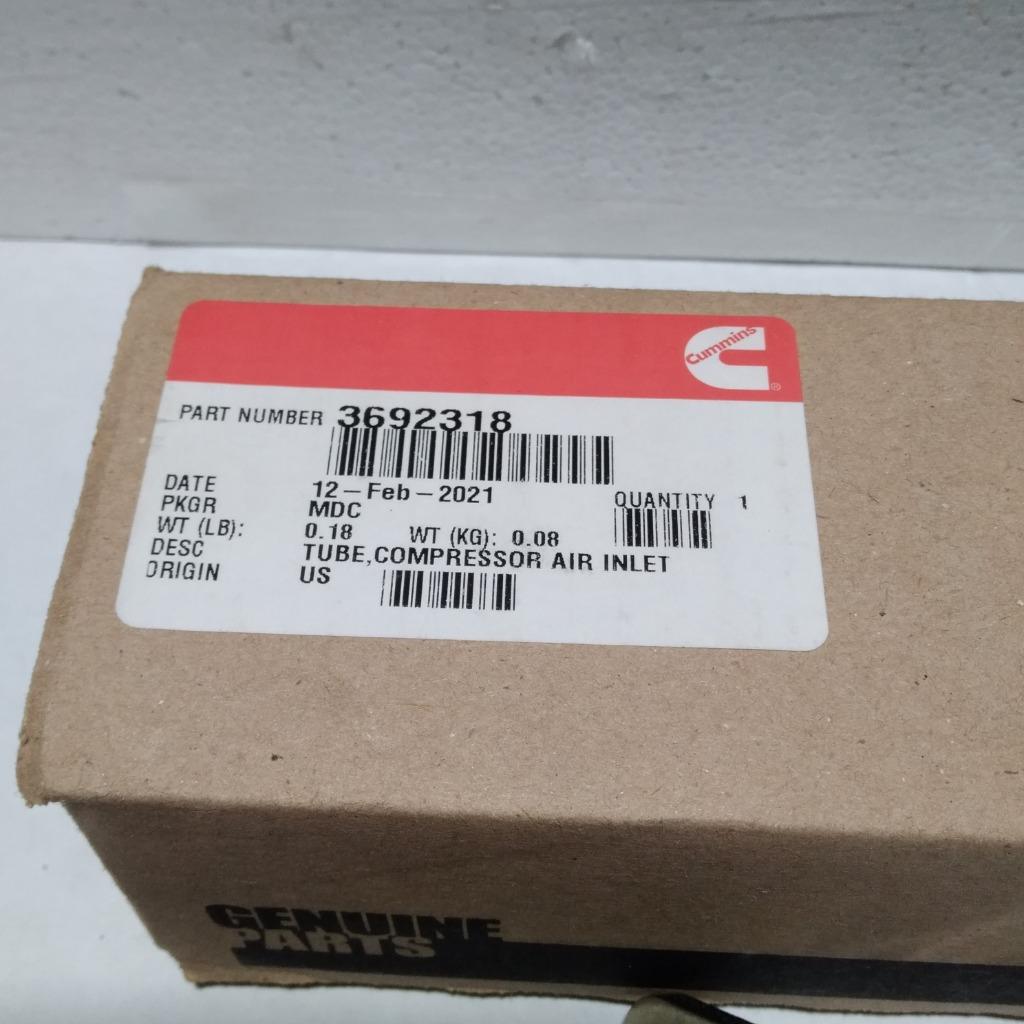 Cummins
®
PART NUMBER 3692318
DATE 12-Feb-2021 QUANTITY 1
PKGR MDC
WT (LB): 0.18 WT (KG): 0.08
DESC TUBE,COMPRESSOR AIR INLET
ORIGIN US
GENUINE
PARTS